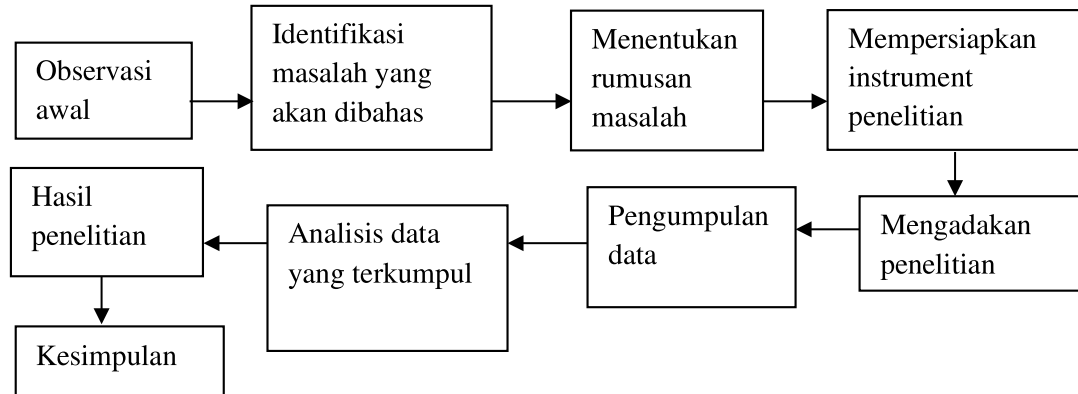 Observasi
awal
Identifikasi
masalah yang
akan dibahas
Menentukan
rumusan
masalah
Mempersiapkan
instrument
penelitian
Mengadakan
penelitian
Pengumpulan
data
Analisis data
yang terkumpul
Hasil
penelitian
Kesimpulan